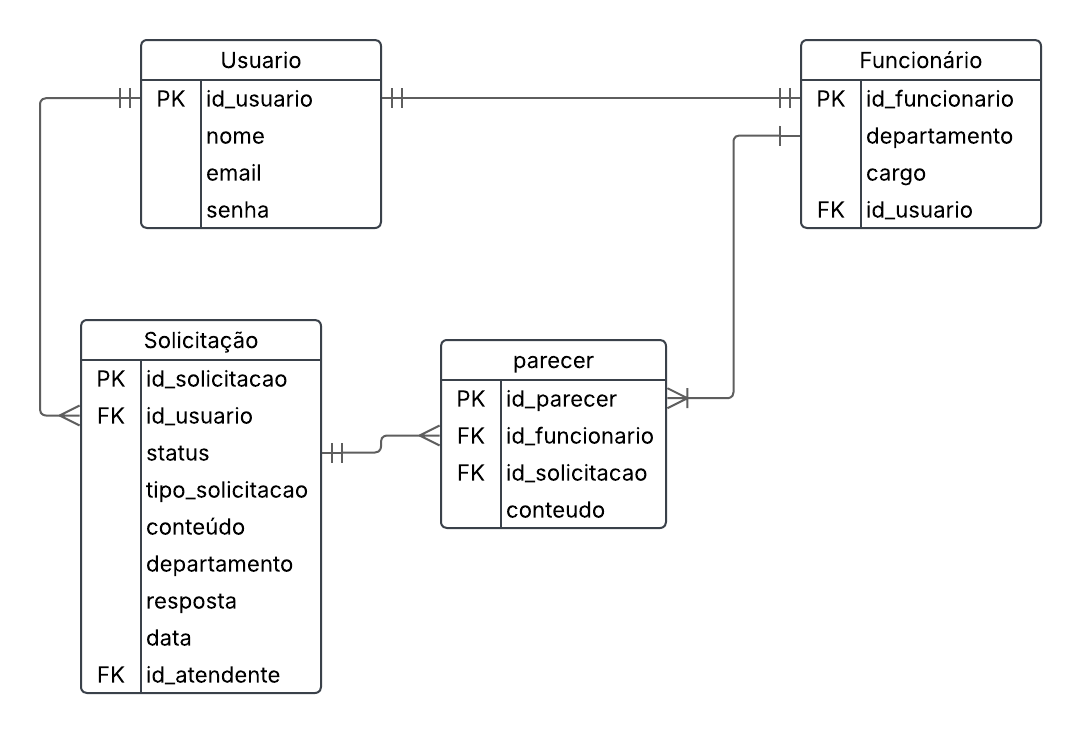 Usuario
PK id_usuario
nome
email
senha
Funcionário
PK id_funcionario
departamento
cargo
FK id_usuario
Solicitação
PK id_solicitacao
FK id_usuario
status
tipo_solicitacao
conteúdo
departamento
resposta
data
FK id_atendente
parecer
PK id_parecer
FK id_funcionario
FK id_solicitacao
conteudo